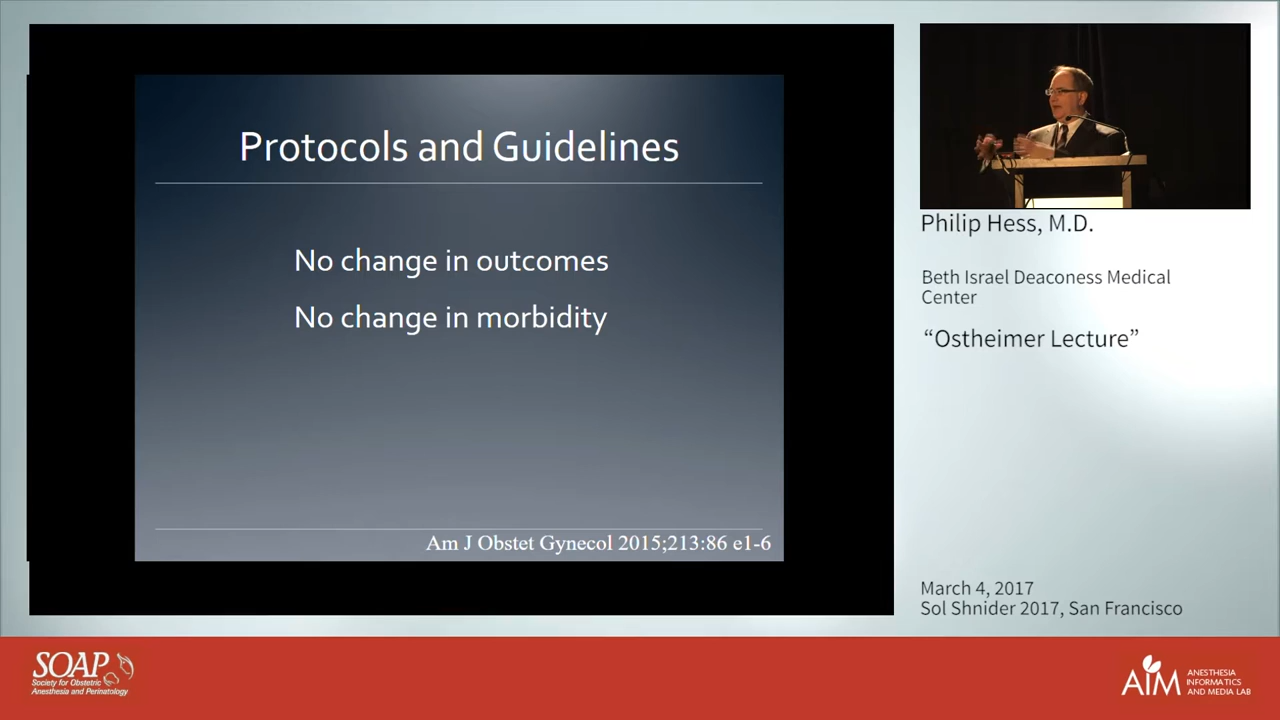 Protocols and Guidelines
No change in outcomes
No change in morbidity
Am J Obstet Gynecol 2015;213:86 e1-6
Philip Hess, M.D.
Beth Israel Deaconess Medical
Center
“Ostheimer Lecture”
March 4, 2017
Sol Shnider 2017, San Francisco
SOAP
Society for Obstetric
Anesthesia and Perinatology
AIM
ANESTHESIA
INFORMATICS
AND MEDIA LAB